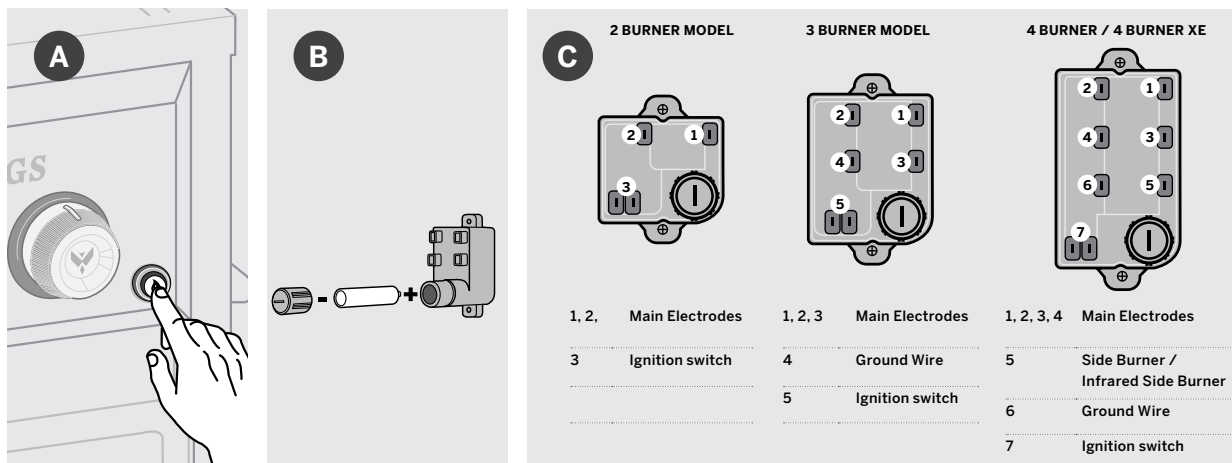 A
GS
B
-
+
C
2 BURNER MODEL
2
1
3
1, 2, Main Electrodes
3 Ignition switch
3 BURNER MODEL
2
1
4
3
5
1, 2, 3 Main Electrodes
4 Ground Wire
5 Ignition switch
4 BURNER / 4 BURNER XE
2
1
4
3
6
5
7
1, 2, 3, 4 Main Electrodes
5 Side Burner /
Infrared Side Burner
6 Ground Wire
7 Ignition switch